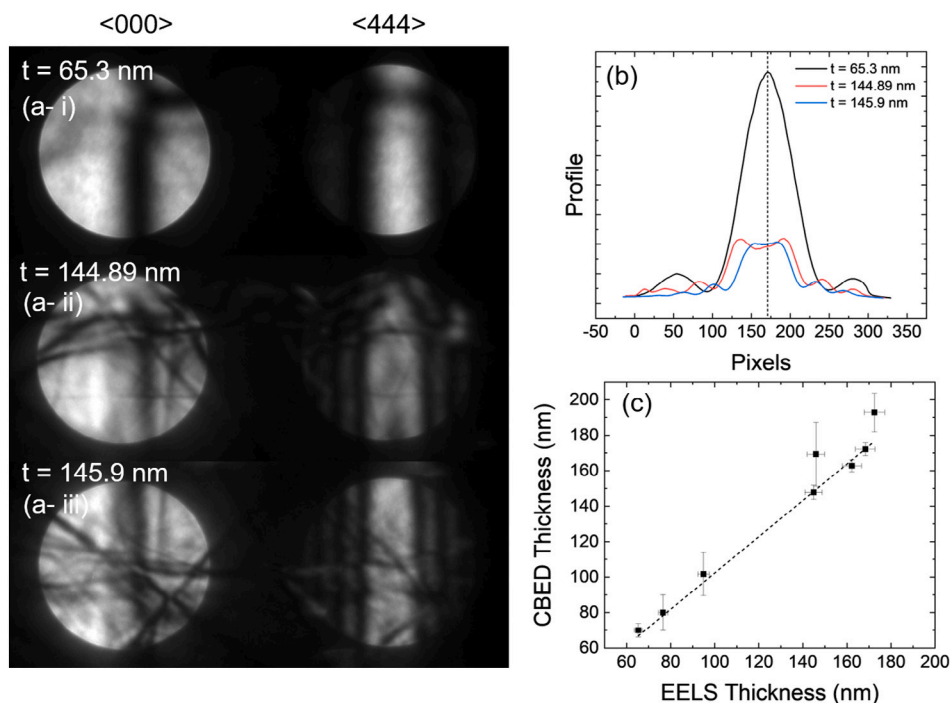 <000>
<444>
t = 65.3 nm
(a- i)
t = 144.89 nm
(a- ii)
t = 145.9 nm
(a- iii)
(b)
t = 65.3 nm
t = 144.89 nm
t = 145.9 nm
Profile
-50 0 50 100 150 200 250 300 350
Pixels
(c)
CBED Thickness (nm)
200
180
160
140
120
100
80
60
60 80 100 120 140 160 180 200
EELS Thickness (nm)